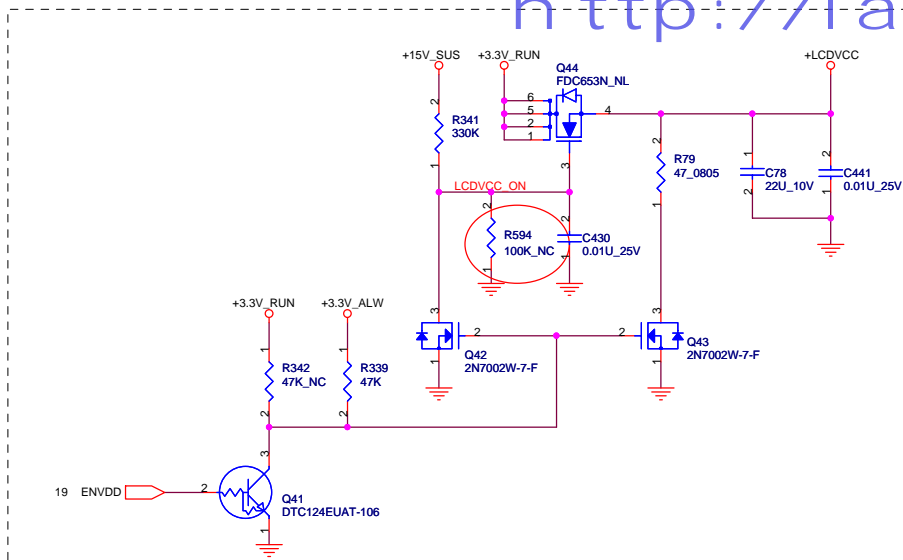 http://la
+15V_SUS +3.3V_RUN +LCDVCC
Q44
FDC653N_NL
6
5
2
1
4
3
2
R341
330K
1
LCDVCC_ON
2
R594
100K_NC
1
2
C430
0.01U_25V
1
2
R79
47_0805
1
1
C78
22U_10V
2
2
C441
0.01U_25V
1
+3.3V_RUN +3.3V_ALW
1
R342
47K_NC
2
1
R339
47K
2
3
2
1
Q42
2N7002W-7-F
3
2
1
Q43
2N7002W-7-F
19 ENVDD
2
3
1
Q41
DTC124EUAT-106